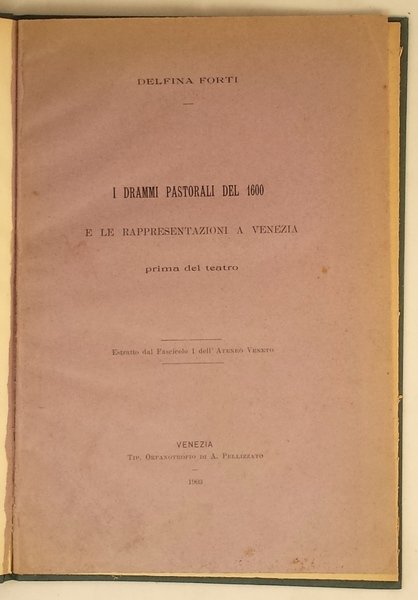 DELFINA FORTI
I DRAMMI PASTORALI DEL 1600
E LE RAPPRESENTAZIONI A VENEZIA
prima del teatro
Estratto dal Fascicolo I dell' ATENEO VENETO
VENEZIA
TIP. ORFANOTROFIO DI A. PELLIZZATO
1903